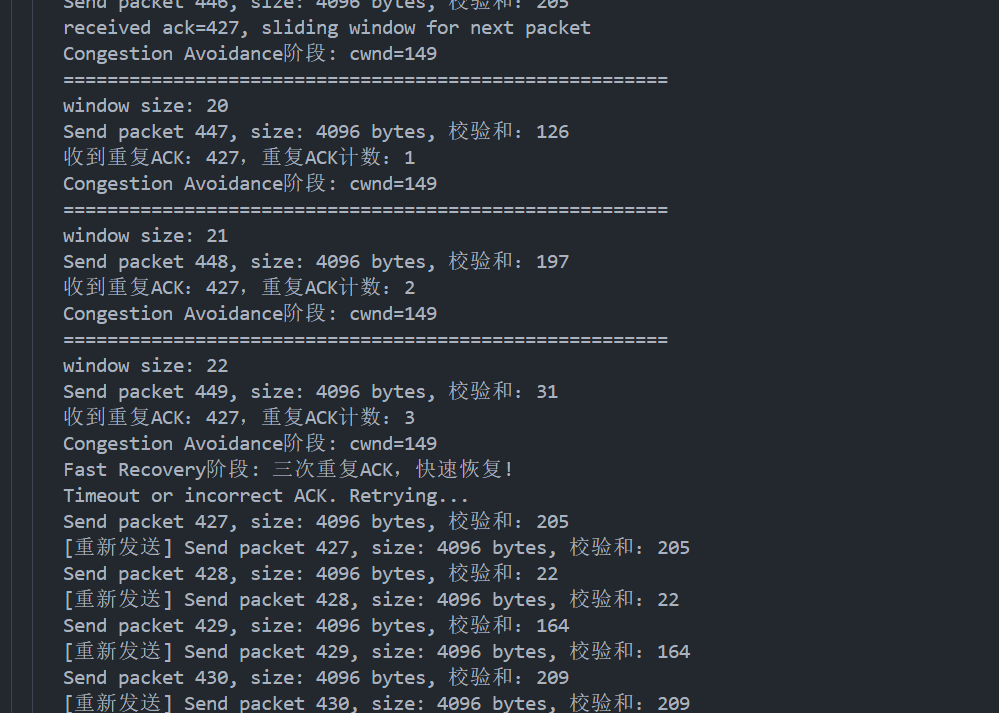 Send packet 446, size: 4096 bytes, 校验和: 205
received ack=427, sliding window for next packet
Congestion Avoidance阶段: cwnd=149
=======================================================
window size: 20
Send packet 447, size: 4096 bytes, 校验和: 126
收到重复ACK: 427, 重复ACK计数: 1
Congestion Avoidance阶段: cwnd=149
=======================================================
window size: 21
Send packet 448, size: 4096 bytes, 校验和: 197
收到重复ACK: 427, 重复ACK计数: 2
Congestion Avoidance阶段: cwnd=149
=======================================================
window size: 22
Send packet 449, size: 4096 bytes, 校验和: 31
收到重复ACK: 427, 重复ACK计数: 3
Congestion Avoidance阶段: cwnd=149
Fast Recovery阶段: 三次重复ACK, 快速恢复!
Timeout or incorrect ACK. Retrying...
Send packet 427, size: 4096 bytes, 校验和: 205
[重新发送] Send packet 427, size: 4096 bytes, 校验和: 205
Send packet 428, size: 4096 bytes, 校验和: 22
[重新发送] Send packet 428, size: 4096 bytes, 校验和: 22
Send packet 429, size: 4096 bytes, 校验和: 164
[重新发送] Send packet 429, size: 4096 bytes, 校验和: 164
Send packet 430, size: 4096 bytes, 校验和: 209
[重新发送] Send packet 430, size: 4096 bytes, 校验和: 209